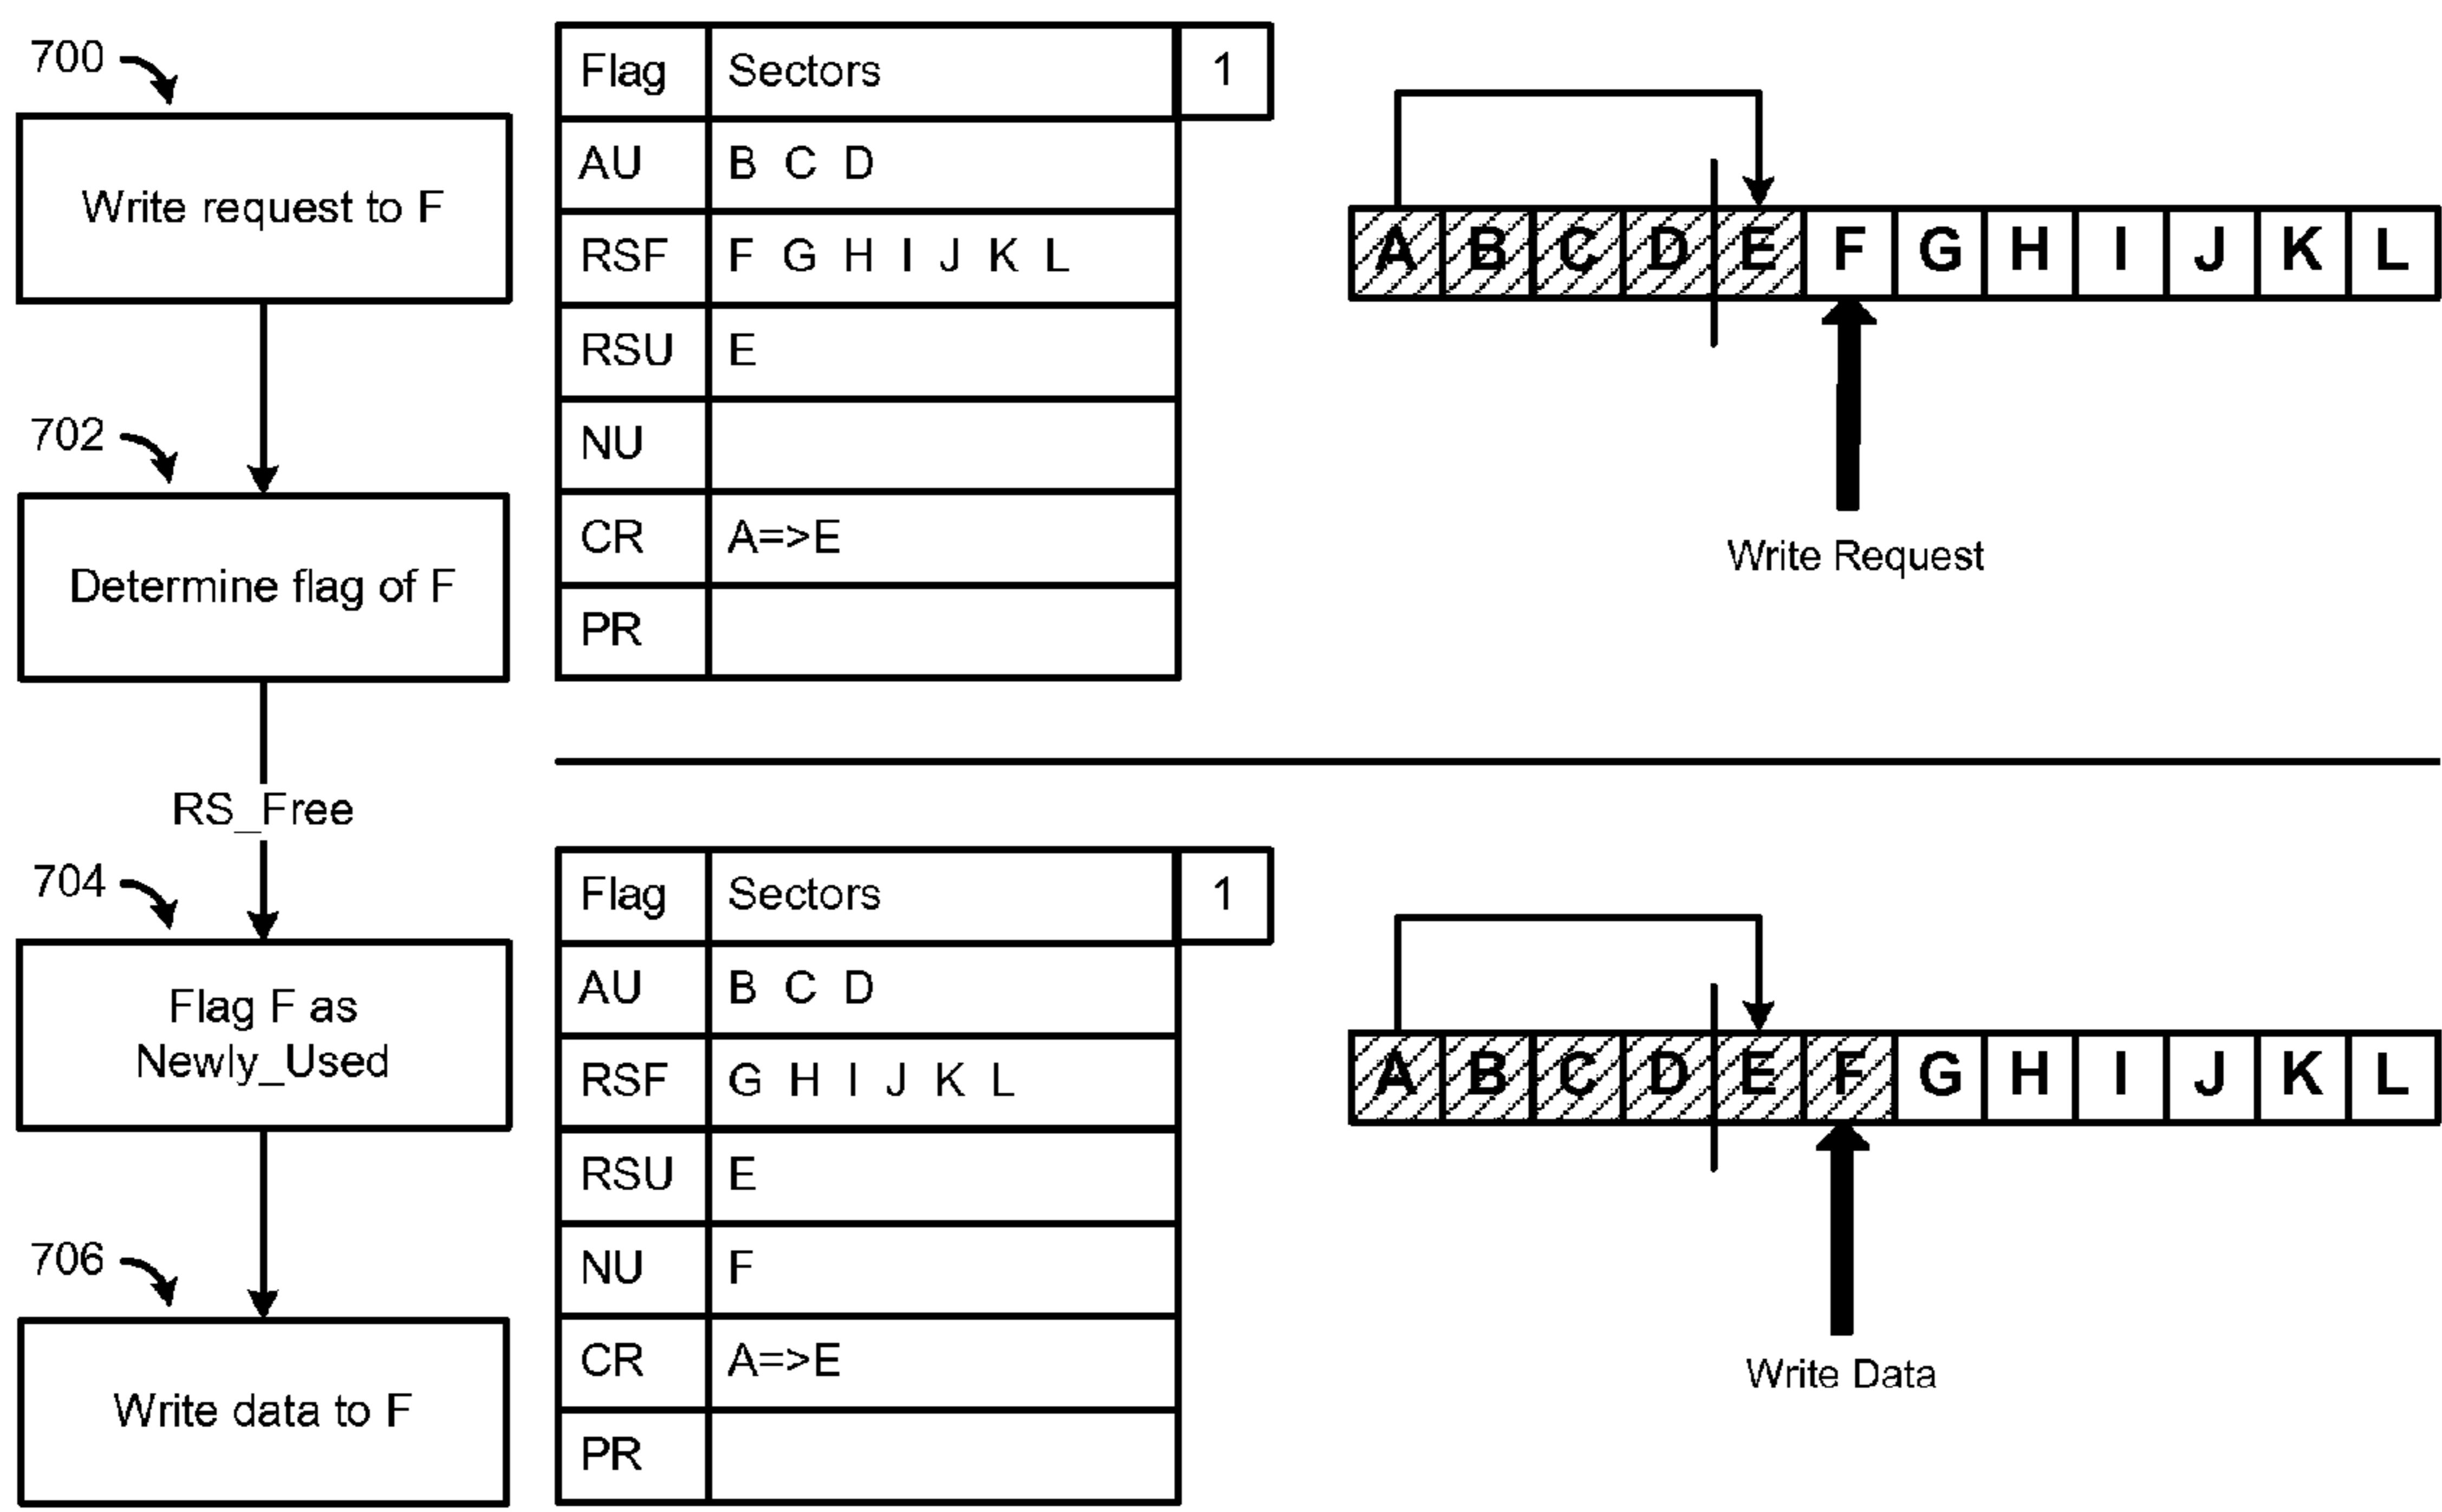 700
Write request to F
702
Determine flag of F
RS_Free
704
Flag F as
Newly_Used
706
Write data to F
Flag Sectors 1
AU B C D
RSF F G H I J K L
RSU E
NU
CR A=>E
PR
A B C D E F G H I J K L
Write Request
Flag Sectors 1
AU B C D
RSF G H I J K L
RSU E
NU F
CR A=>E
PR
A B C D E F G H I J K L
Write Data